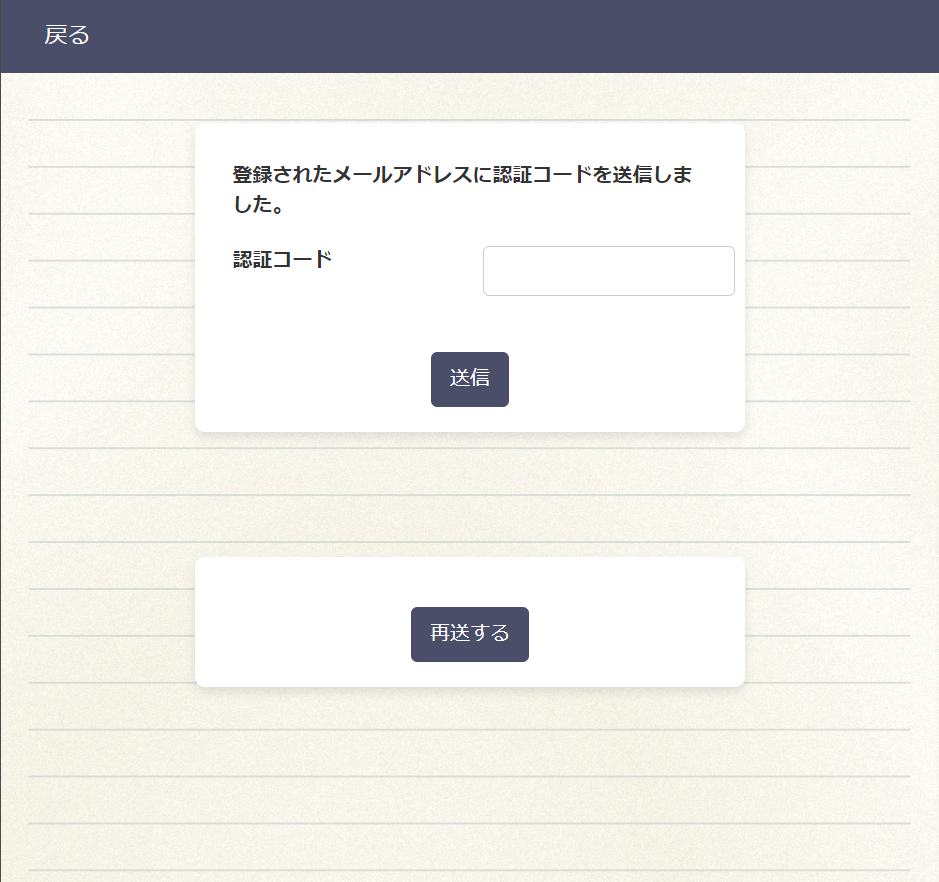 戻る
登録されたメールアドレスに認証コードを送信しま
した。
認証コード
送信
再送する